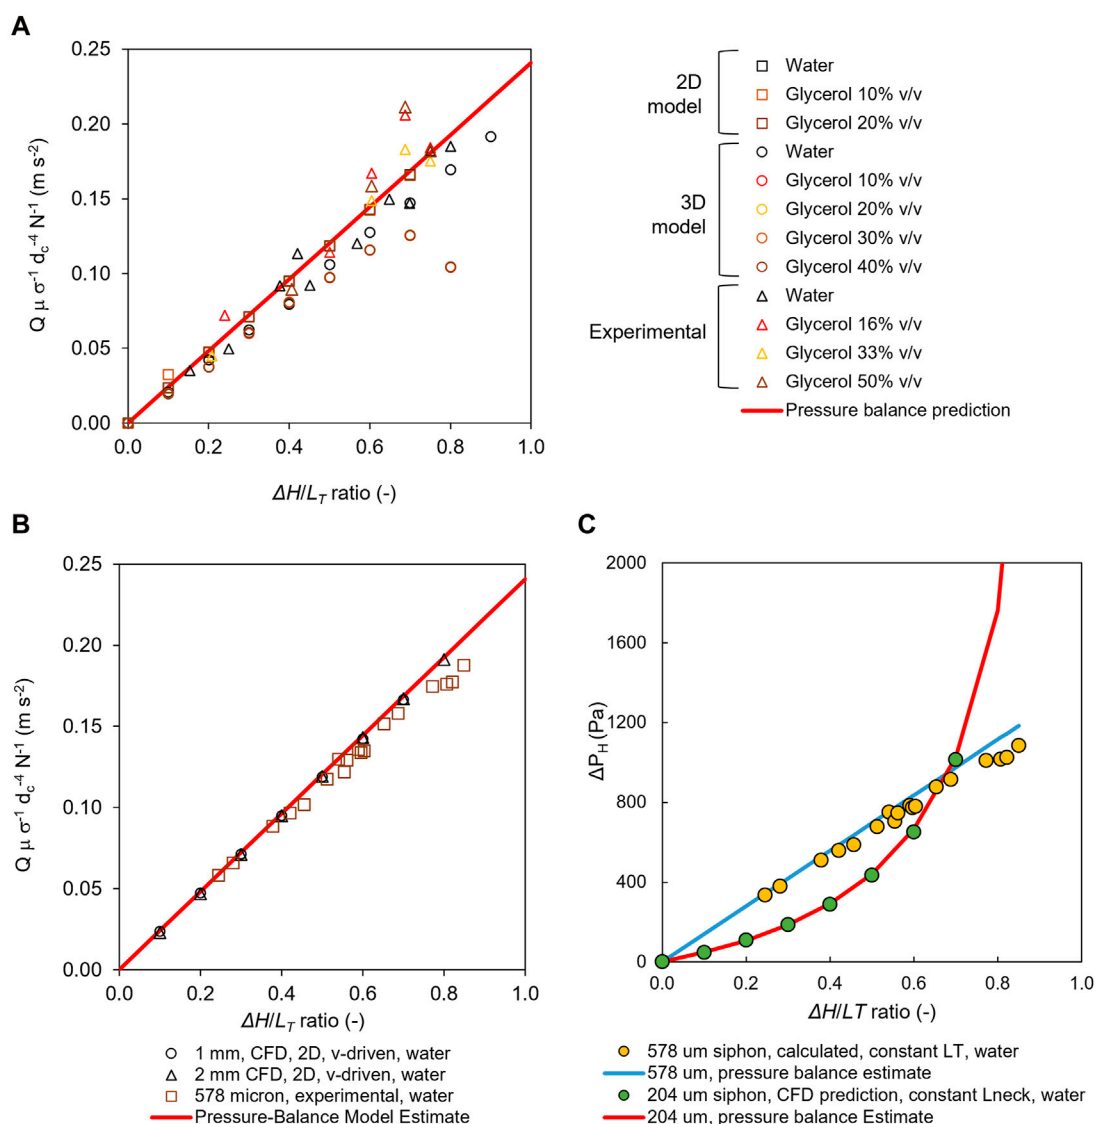 A
Q μ σ⁻¹ d꜀⁻⁴ N⁻¹ (m s⁻²)
0.25
0.20
0.15
0.10
0.05
0.00
0.0 0.2 0.4 0.6 0.8 1.0
ΔH/L_T ratio (-)
2D model
Water
Glycerol 10% v/v
Glycerol 20% v/v
3D model
Water
Glycerol 10% v/v
Glycerol 20% v/v
Glycerol 30% v/v
Glycerol 40% v/v
Experimental
Water
Glycerol 16% v/v
Glycerol 33% v/v
Glycerol 50% v/v
Pressure balance prediction
B
Q μ σ⁻¹ d꜀⁻⁴ N⁻¹ (m s⁻²)
0.25
0.20
0.15
0.10
0.05
0.00
0.0 0.2 0.4 0.6 0.8 1.0
ΔH/L_T ratio (-)
1 mm, CFD, 2D, v-driven, water
2 mm CFD, 2D, v-driven, water
578 micron, experimental, water
Pressure-Balance Model Estimate
C
ΔP_H (Pa)
2000
1600
1200
800
400
0
0.0 0.2 0.4 0.6 0.8 1.0
ΔH/LT ratio (-)
578 um siphon, calculated, constant LT, water
578 um, pressure balance estimate
204 um siphon, CFD prediction, constant Lneck, water
204 um, pressure balance Estimate